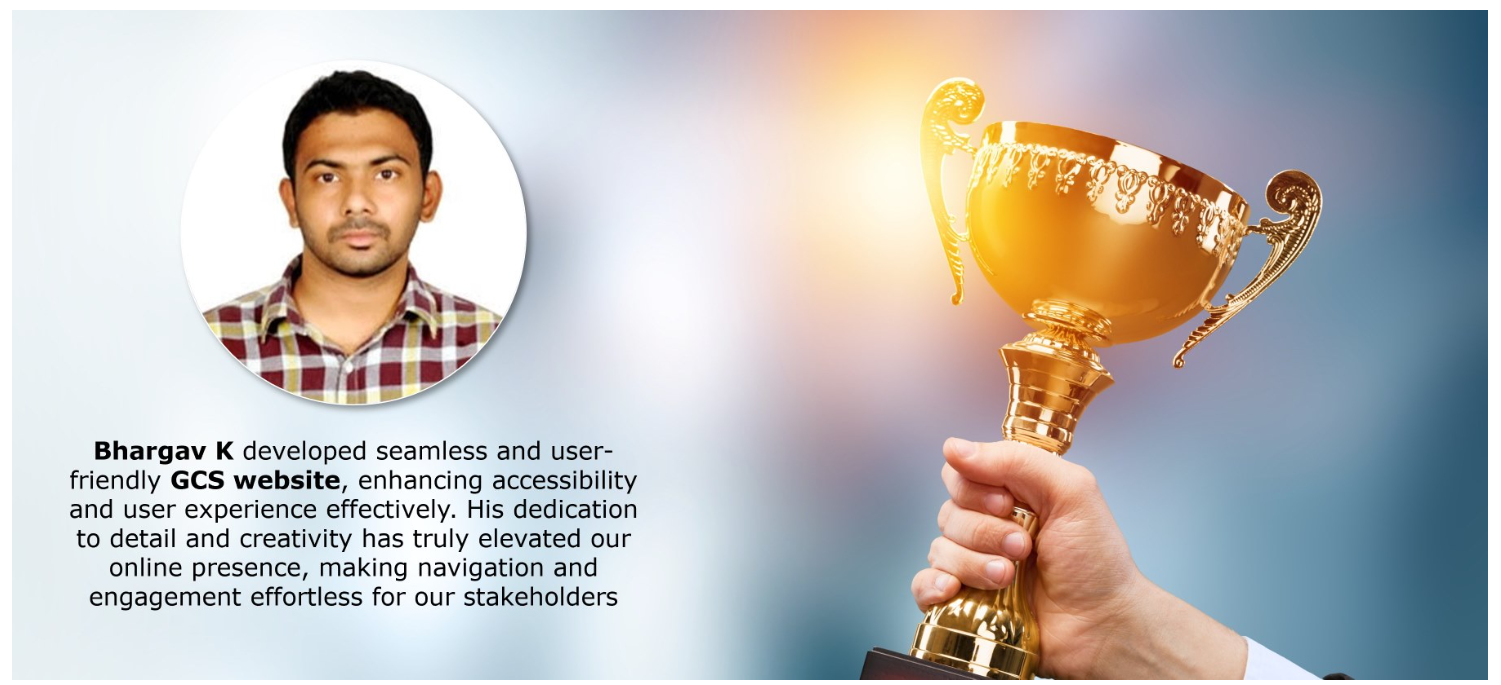 Bhargav K developed seamless and user-
friendly GCS website, enhancing accessibility
and user experience effectively. His dedication
to detail and creativity has truly elevated our
online presence, making navigation and
engagement effortless for our stakeholders